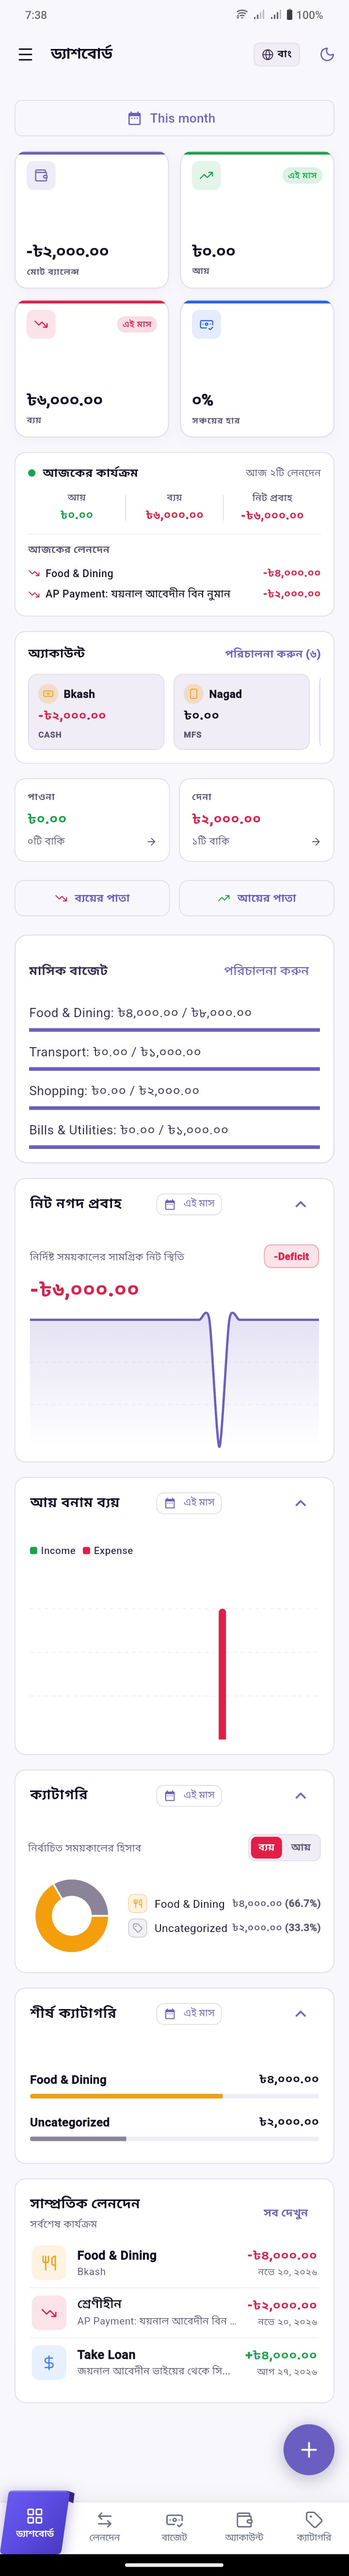 7:38
100%
ড্যাশবোর্ড
বাং
This month
-৳২,০০০.০০
মোট ব্যালেন্স
এই মাস
৳০.০০
আয়
এই মাস
৳৬,০০০.০০
ব্যয়
০%
সঞ্চয়ের হার
আজকের কার্যক্রম
আজ ২টি লেনদেন
আয়
ব্যয়
নিট প্রবাহ
৳০.০০
৳৬,০০০.০০
-৳৬,০০০.০০
আজকের লেনদেন
Food & Dining
-৳৪,০০০.০০
AP Payment: যয়নাল আবেদীন বিন নুমান
-৳২,০০০.০০
অ্যাকাউন্ট
পরিচালনা করুন (৬)
Bkash
-৳২,০০০.০০
CASH
Nagad
৳০.০০
MFS
পাওনা
৳০.০০
০টি বাকি
দেনা
৳২,০০০.০০
১টি বাকি
ব্যয়ের পাতা
আয়ের পাতা
মাসিক বাজেট
পরিচালনা করুন
Food & Dining: ৳৪,০০০.০০ / ৳৮,০০০.০০
Transport: ৳০.০০ / ৳১,০০০.০০
Shopping: ৳০.০০ / ৳২,০০০.০০
Bills & Utilities: ৳০.০০ / ৳১,০০০.০০
নিট নগদ প্রবাহ
এই মাস
নির্দিষ্ট সময়কালের সামগ্রিক নিট স্থিতি
-Deficit
-৳৬,০০০.০০
আয় বনাম ব্যয়
এই মাস
Income
Expense
ক্যাটাগরি
এই মাস
নির্বাচিত সময়কালের হিসাব
ব্যয়
আয়
Food & Dining ৳৪,০০০.০০ (66.7%)
Uncategorized ৳২,০০০.০০ (33.3%)
শীর্ষ ক্যাটাগরি
এই মাস
Food & Dining
৳৪,০০০.০০
Uncategorized
৳২,০০০.০০
সাম্প্রতিক লেনদেন
সর্বশেষ কার্যক্রম
সব দেখুন
Food & Dining
-৳৪,০০০.০০
Bkash
নভে ২০, ২০২৬
শ্রেণীহীন
-৳২,০০০.০০
AP Payment: যয়নাল আবেদীন বিন ...
নভে ২০, ২০২৬
Take Loan
+৳৪,০০০.০০
জয়নাল আবেদীন ভাইয়ের থেকে সি...
আগ ২৭, ২০২৬
ড্যাশবোর্ড
লেনদেন
বাজেট
অ্যাকাউন্ট
ক্যাটাগরি